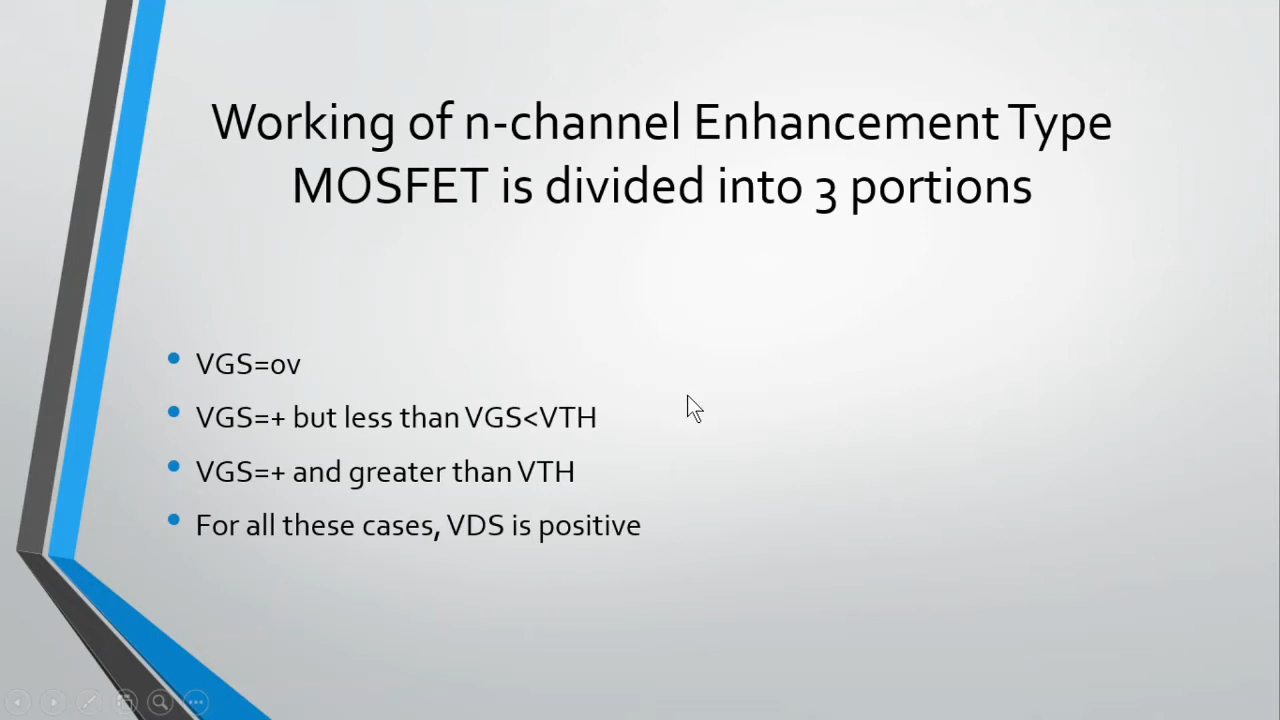 Working of n-channel Enhancement Type
MOSFET is divided into 3 portions
• VGS=0v
• VGS=+ but less than VGS<VTH
• VGS=+ and greater than VTH
• For all these cases, VDS is positive